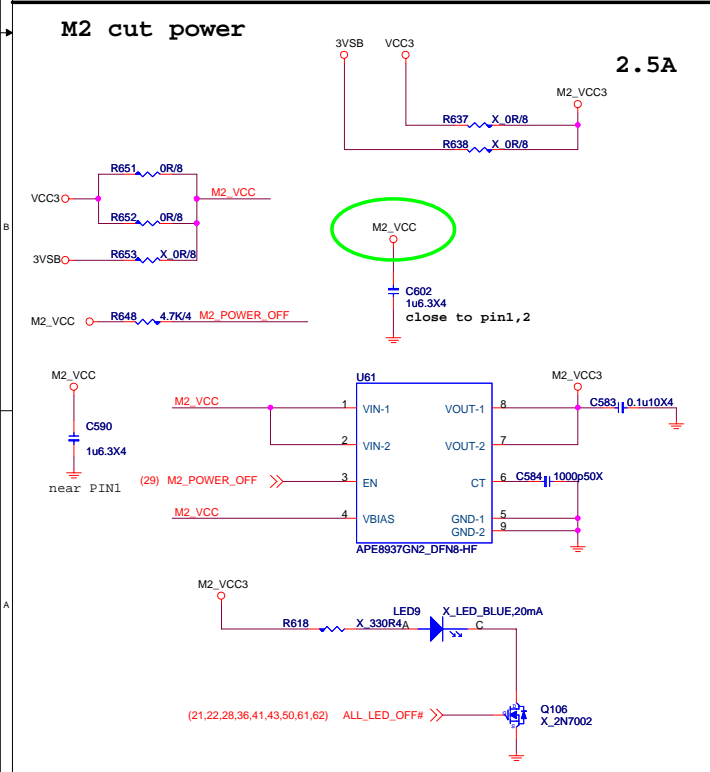 M2 cut power
3VSB VCC3
2.5A
M2_VCC3
R637 X_0R/8
R638 X_0R/8
R651 0R/8
VCC3 M2_VCC
R652 0R/8
3VSB R653 X_0R/8
B
M2_VCC
C602
1u6.3X4
close to pin1,2
M2_VCC R648 4.7K/4 M2_POWER_OFF
M2_VCC
C590
1u6.3X4
near PIN1
U61
M2_VCC3
M2_VCC 1 VIN-1 VOUT-1 8 C583 0.1u10X4
2 VIN-2 VOUT-2 7
(29) M2_POWER_OFF 3 EN CT 6 C584 1000p50X
M2_VCC 4 VBIAS GND-1 5
GND-2 9
APE8937GN2_DFN8-HF
A
M2_VCC3
LED9 X_LED_BLUE,20mA
R618 X_330R4 A C
(21,22,28,36,41,43,50,61,62) ALL_LED_OFF#
Q106
X_2N7002